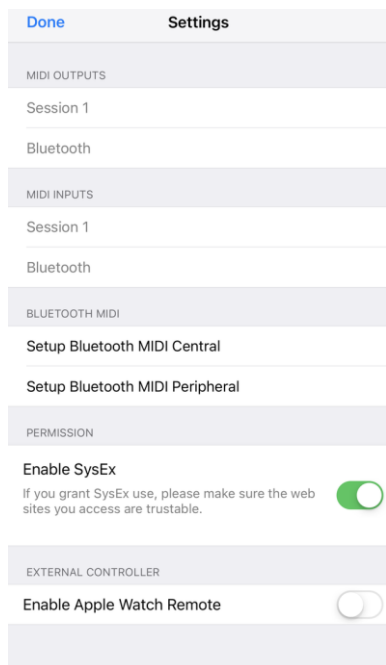 Done Settings
MIDI OUTPUTS
Session 1
Bluetooth
MIDI INPUTS
Session 1
Bluetooth
BLUETOOTH MIDI
Setup Bluetooth MIDI Central
Setup Bluetooth MIDI Peripheral
PERMISSION
Enable SysEx
If you grant SysEx use, please make sure the web
sites you access are trustable.
EXTERNAL CONTROLLER
Enable Apple Watch Remote